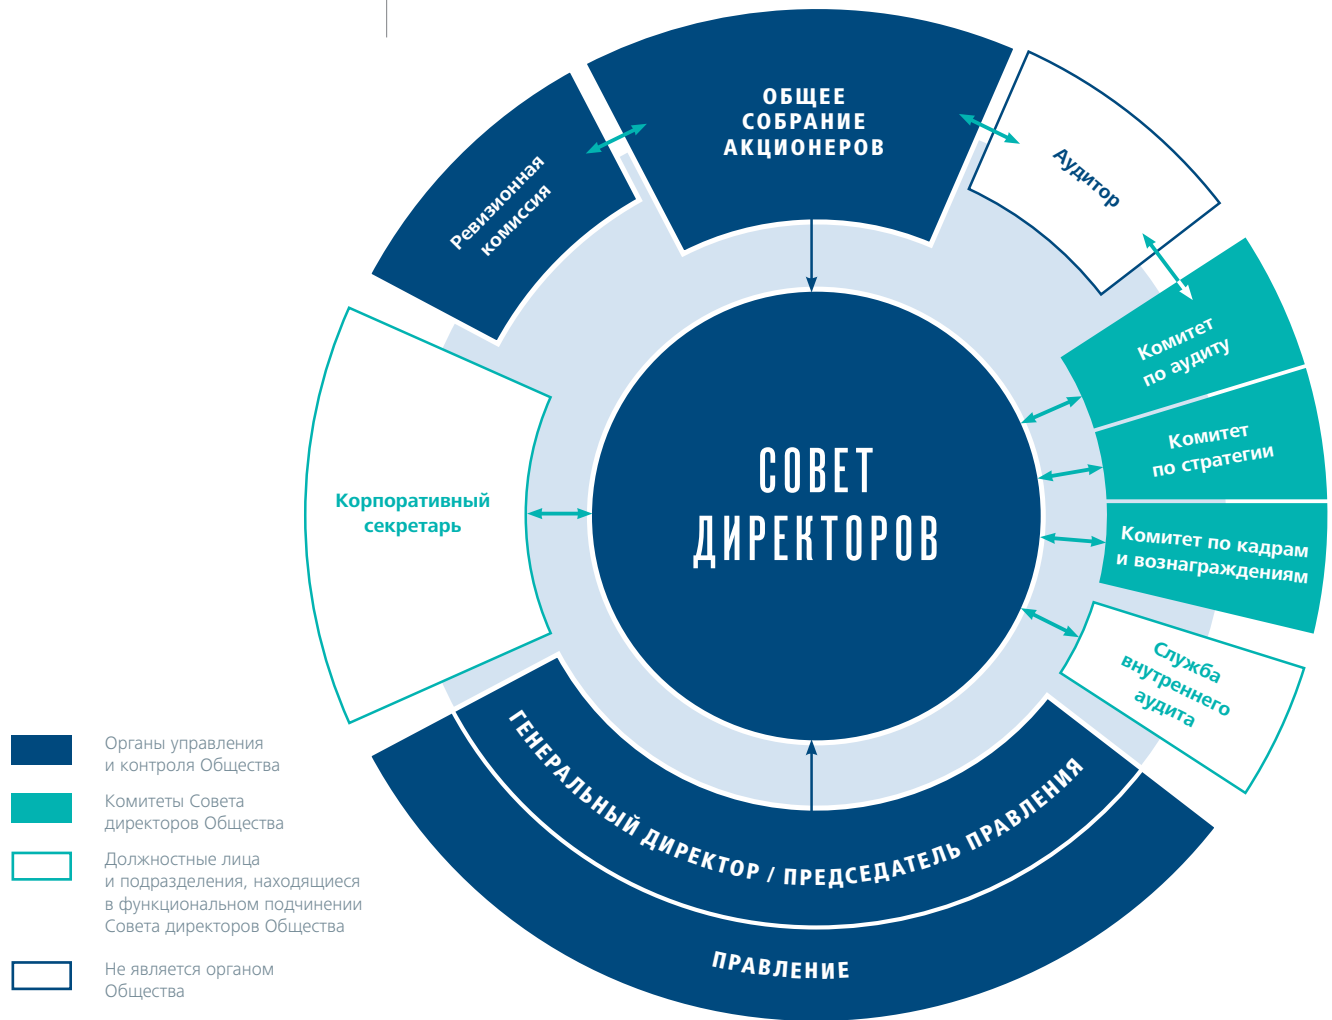 ОБЩЕЕ
СОБРАНИЕ
АКЦИОНЕРОВ
Аудитор
Ревизионная
комиссия
Комитет
по аудиту
Комитет
по стратегии
Комитет по кадрам
и вознаграждениям
Служба
внутреннего
аудита
Корпоративный
секретарь
СОВЕТ
ДИРЕКТОРОВ
ГЕНЕРАЛЬНЫЙ ДИРЕКТОР / ПРЕДСЕДАТЕЛЬ ПРАВЛЕНИЯ
ПРАВЛЕНИЕ
Органы управления
и контроля Общества
Комитеты Совета
директоров Общества
Должностные лица
и подразделения, находящиеся
в функциональном подчинении
Совета директоров Общества
Не является органом
Общества